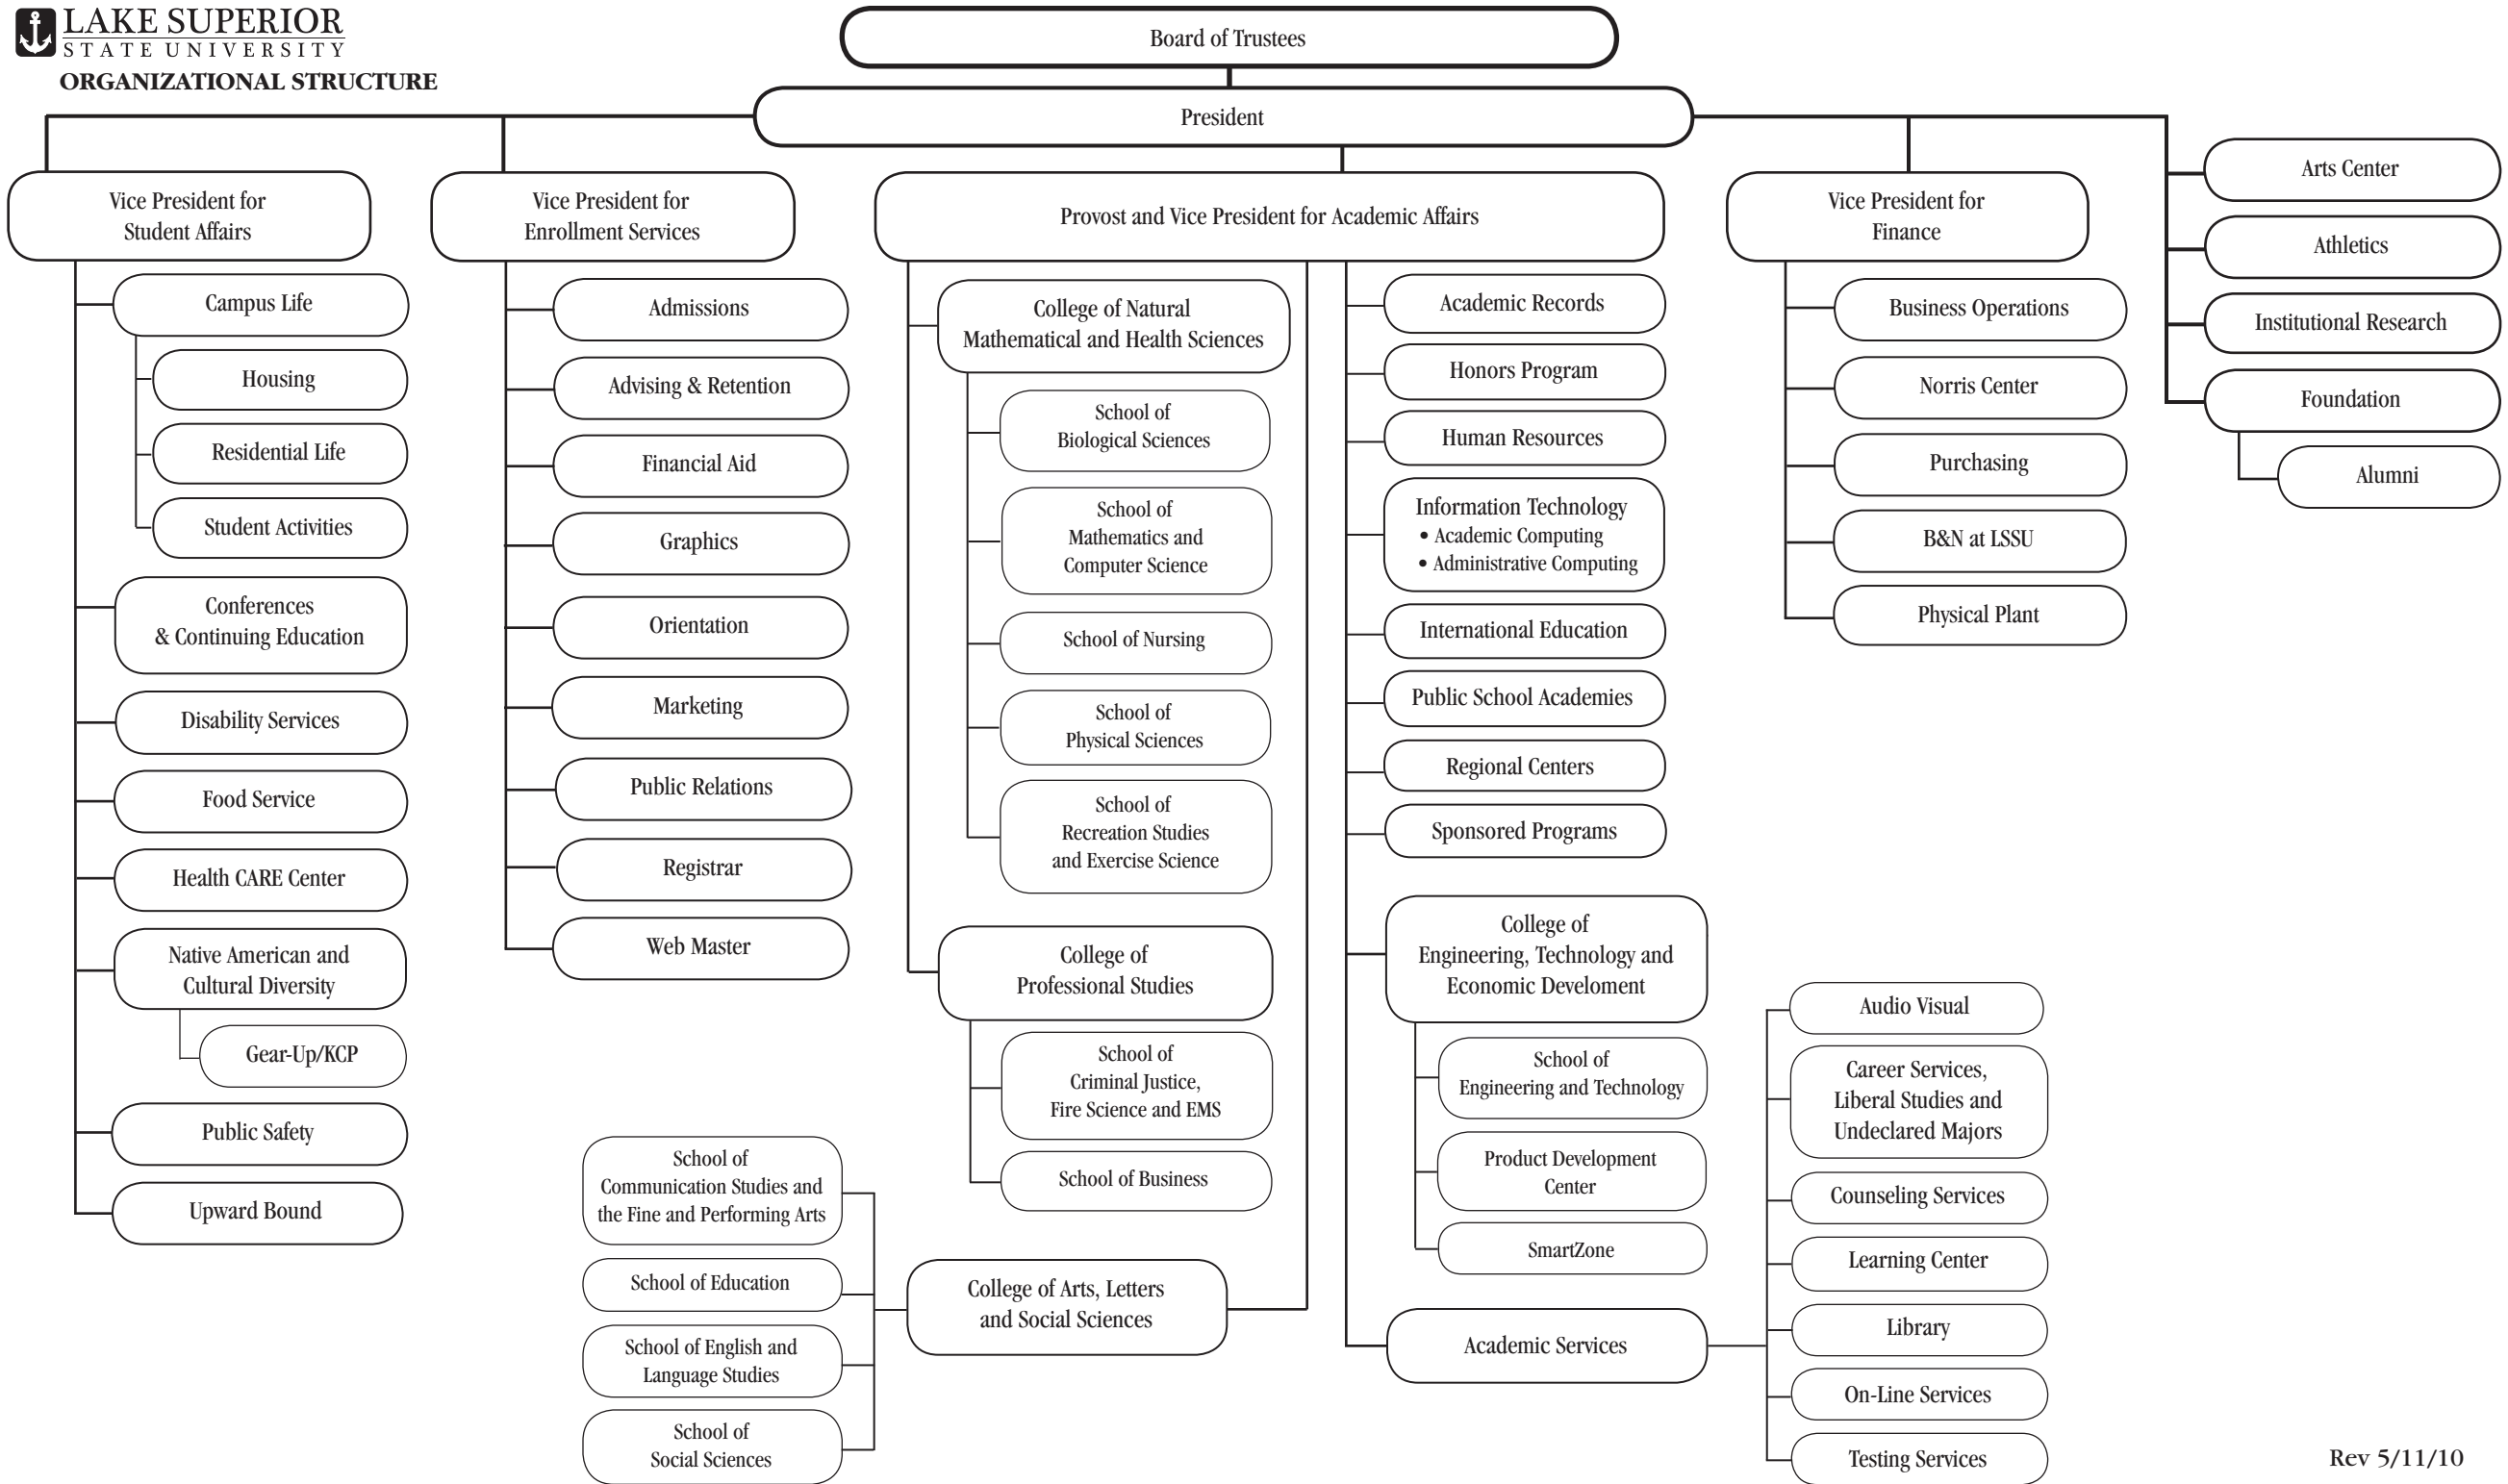 LAKE SUPERIOR
STATE UNIVERSITY
ORGANIZATIONAL STRUCTURE
Board of Trustees
President
Vice President for
Student Affairs
Campus Life
Housing
Residential Life
Student Activities
Conferences
& Continuing Education
Disability Services
Food Service
Health CARE Center
Native American and
Cultural Diversity
Gear-Up/KCP
Public Safety
Upward Bound
Vice President for
Enrollment Services
Admissions
Advising & Retention
Financial Aid
Graphics
Orientation
Marketing
Public Relations
Registrar
Web Master
Provost and Vice President for Academic Affairs
College of Natural
Mathematical and Health Sciences
School of
Biological Sciences
School of
Mathematics and
Computer Science
School of Nursing
School of
Physical Sciences
School of
Recreation Studies
and Exercise Science
College of
Professional Studies
School of
Criminal Justice,
Fire Science and EMS
School of Business
College of Arts, Letters
and Social Sciences
School of
Communication Studies and
the Fine and Performing Arts
School of Education
School of English and
Language Studies
School of
Social Sciences
Academic Records
Honors Program
Human Resources
Information Technology
• Academic Computing
• Administrative Computing
International Education
Public School Academies
Regional Centers
Sponsored Programs
College of
Engineering, Technology and
Economic Develoment
School of
Engineering and Technology
Product Development
Center
SmartZone
Academic Services
Audio Visual
Career Services,
Liberal Studies and
Undeclared Majors
Counseling Services
Learning Center
Library
On-Line Services
Testing Services
Vice President for
Finance
Business Operations
Norris Center
Purchasing
B&N at LSSU
Physical Plant
Arts Center
Athletics
Institutional Research
Foundation
Alumni
Rev 5/11/10